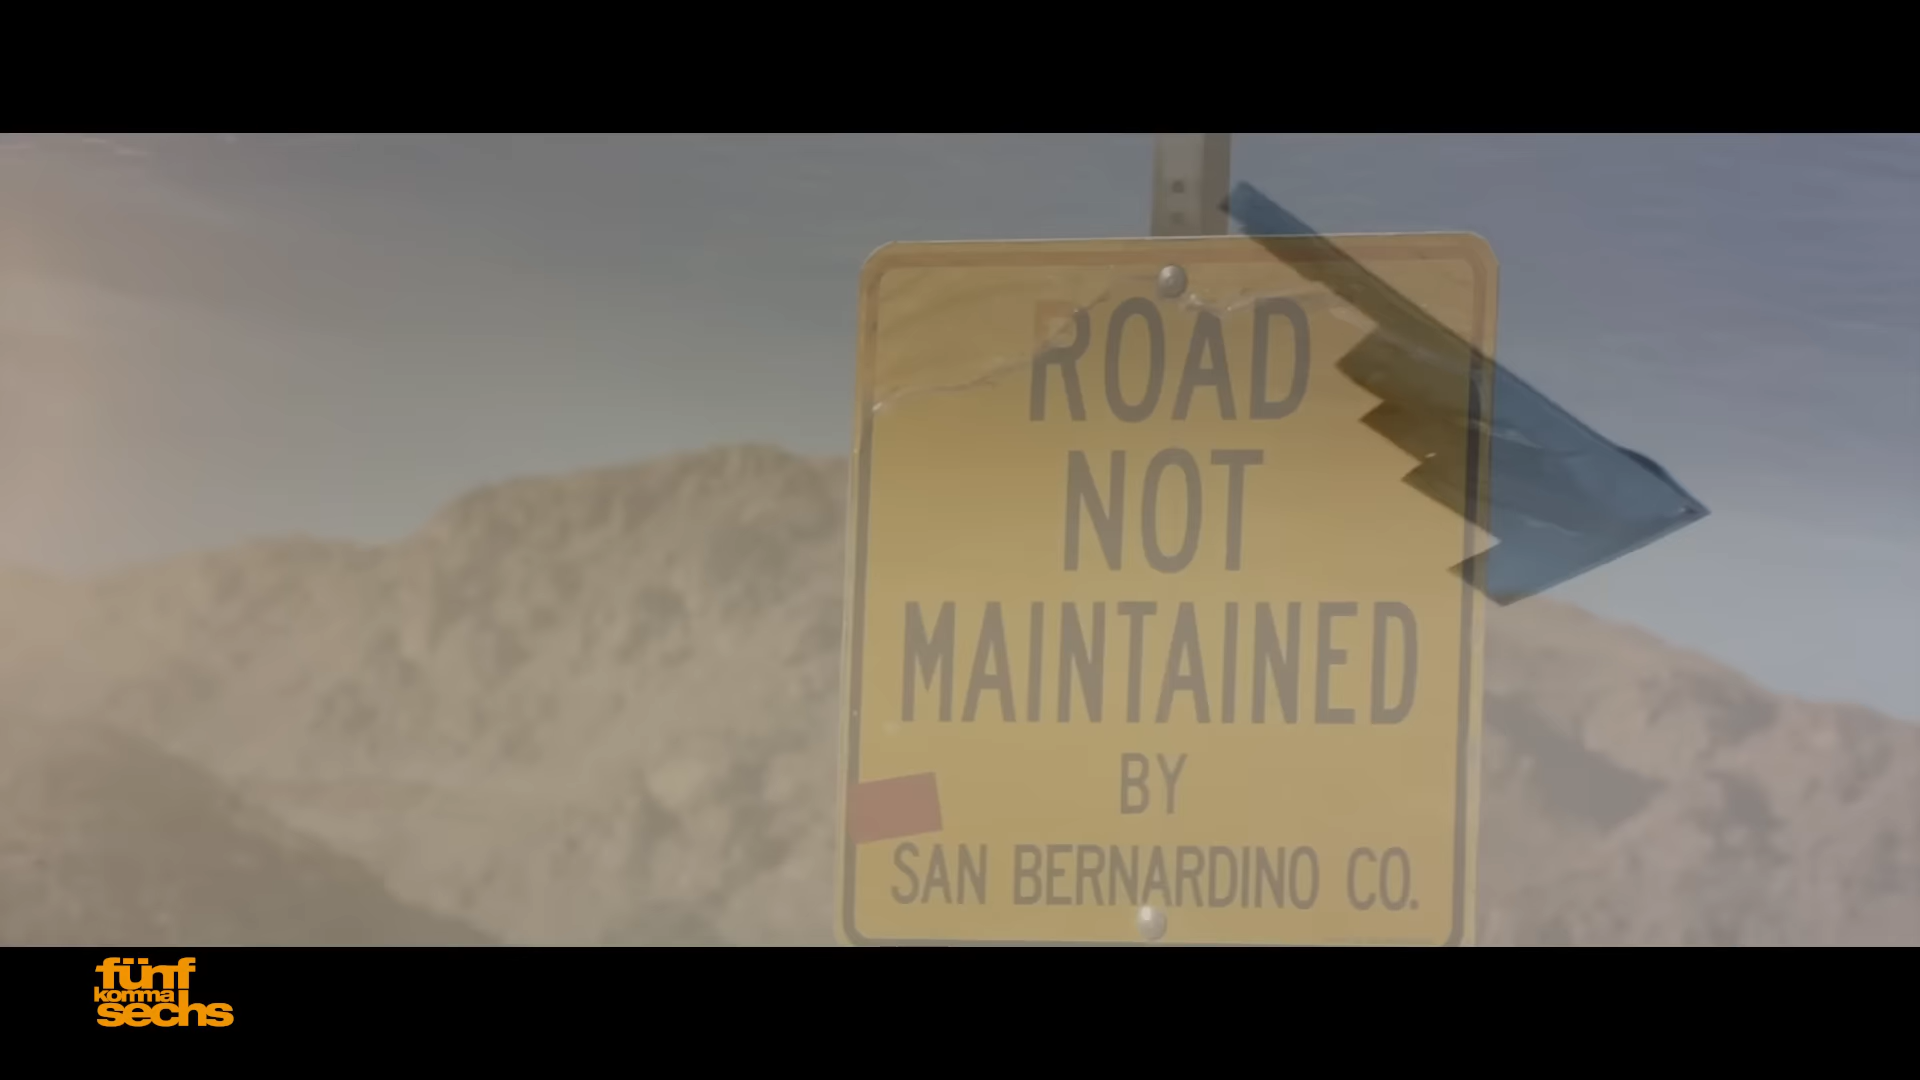 ROAD
NOT
MAINTAINED
BY
SAN BERNARDINO CO.
fünf
komma
sechs